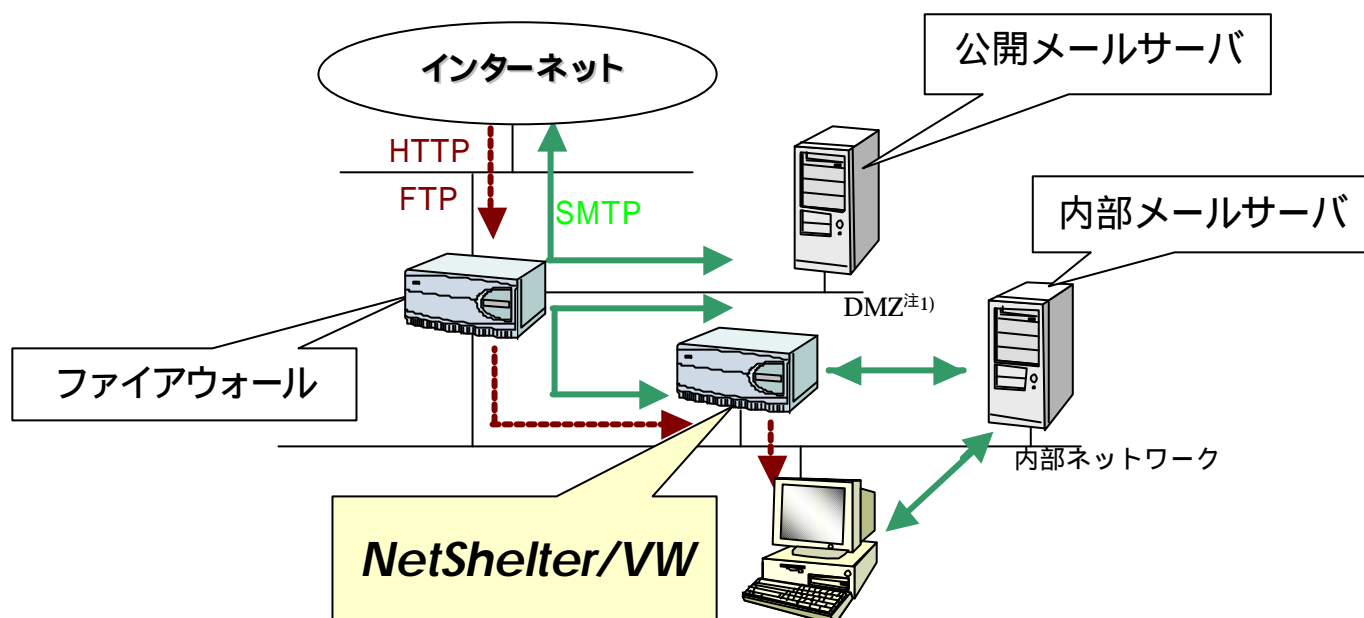 インターネット
公開メールサーバ
HTTP
FTP
SMTP
内部メールサーバ
DMZ注1)
ファイアウォール
内部ネットワーク
NetShelter/VW